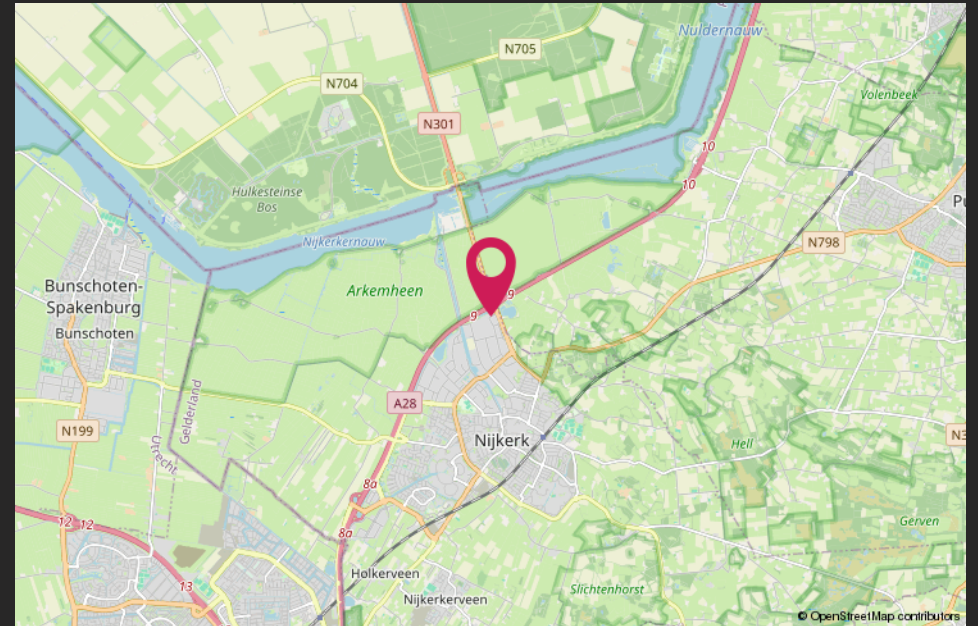 Nuldernauw
N705
N704
Volenbeek
N301
10
10
Hulkesteinse
Bos
Nijkerkernauw
N798
Bunschoten-
Spakenburg
Arkemheen
9
9
Bunschoten
A28
Gelderland
N199
Utrecht
Nijkerk
Hell
8a
12
12
Gerven
8a
13
Holkerveen
Slichtenhorst
Nijkerkerveen
© OpenStreetMap contributors